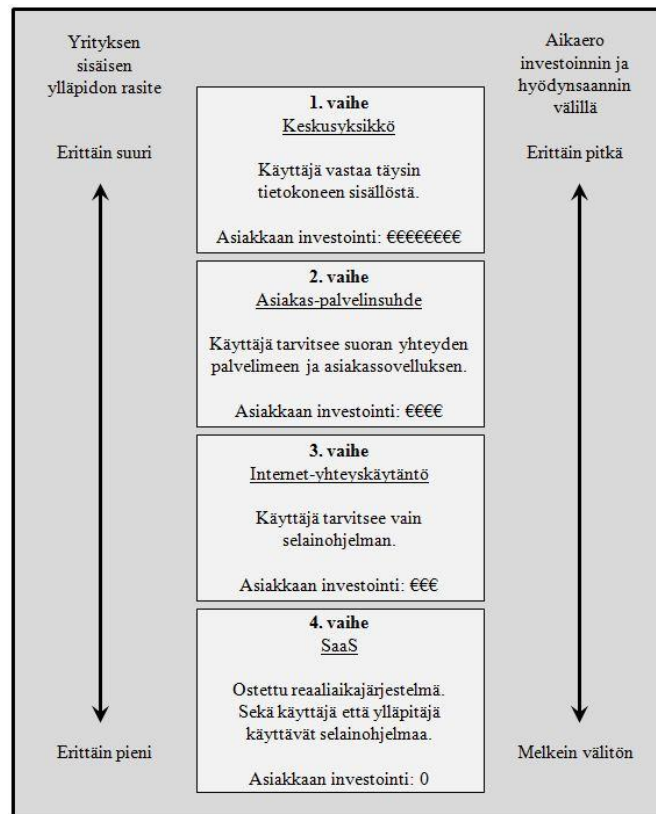 Yrityksen
sisäisen
ylläpidon rasite
Erittäin suuri
Erittäin pieni
1. vaihe
Keskusyksikkö
Käyttäjä vastaa täysin
tietokoneen sisällöstä.
Asiakkaan investointi: €€€€€€€€
2. vaihe
Asiakas-palvelinsuhde
Käyttäjä tarvitsee suoran yhteyden
palvelimeen ja asiakassovelluksen.
Asiakkaan investointi: €€€€
3. vaihe
Internet-yhteyskäytäntö
Käyttäjä tarvitsee vain
selainohjelman.
Asiakkaan investointi: €€€
4. vaihe
SaaS
Ostettu reaaliaikajärjestelmä.
Sekä käyttäjä että ylläpitäjä
käyttävät selainohjelmaa.
Asiakkaan investointi: 0
Aikaero
investoinnin ja
hyödynsaannin
välillä
Erittäin pitkä
Melkein välitön